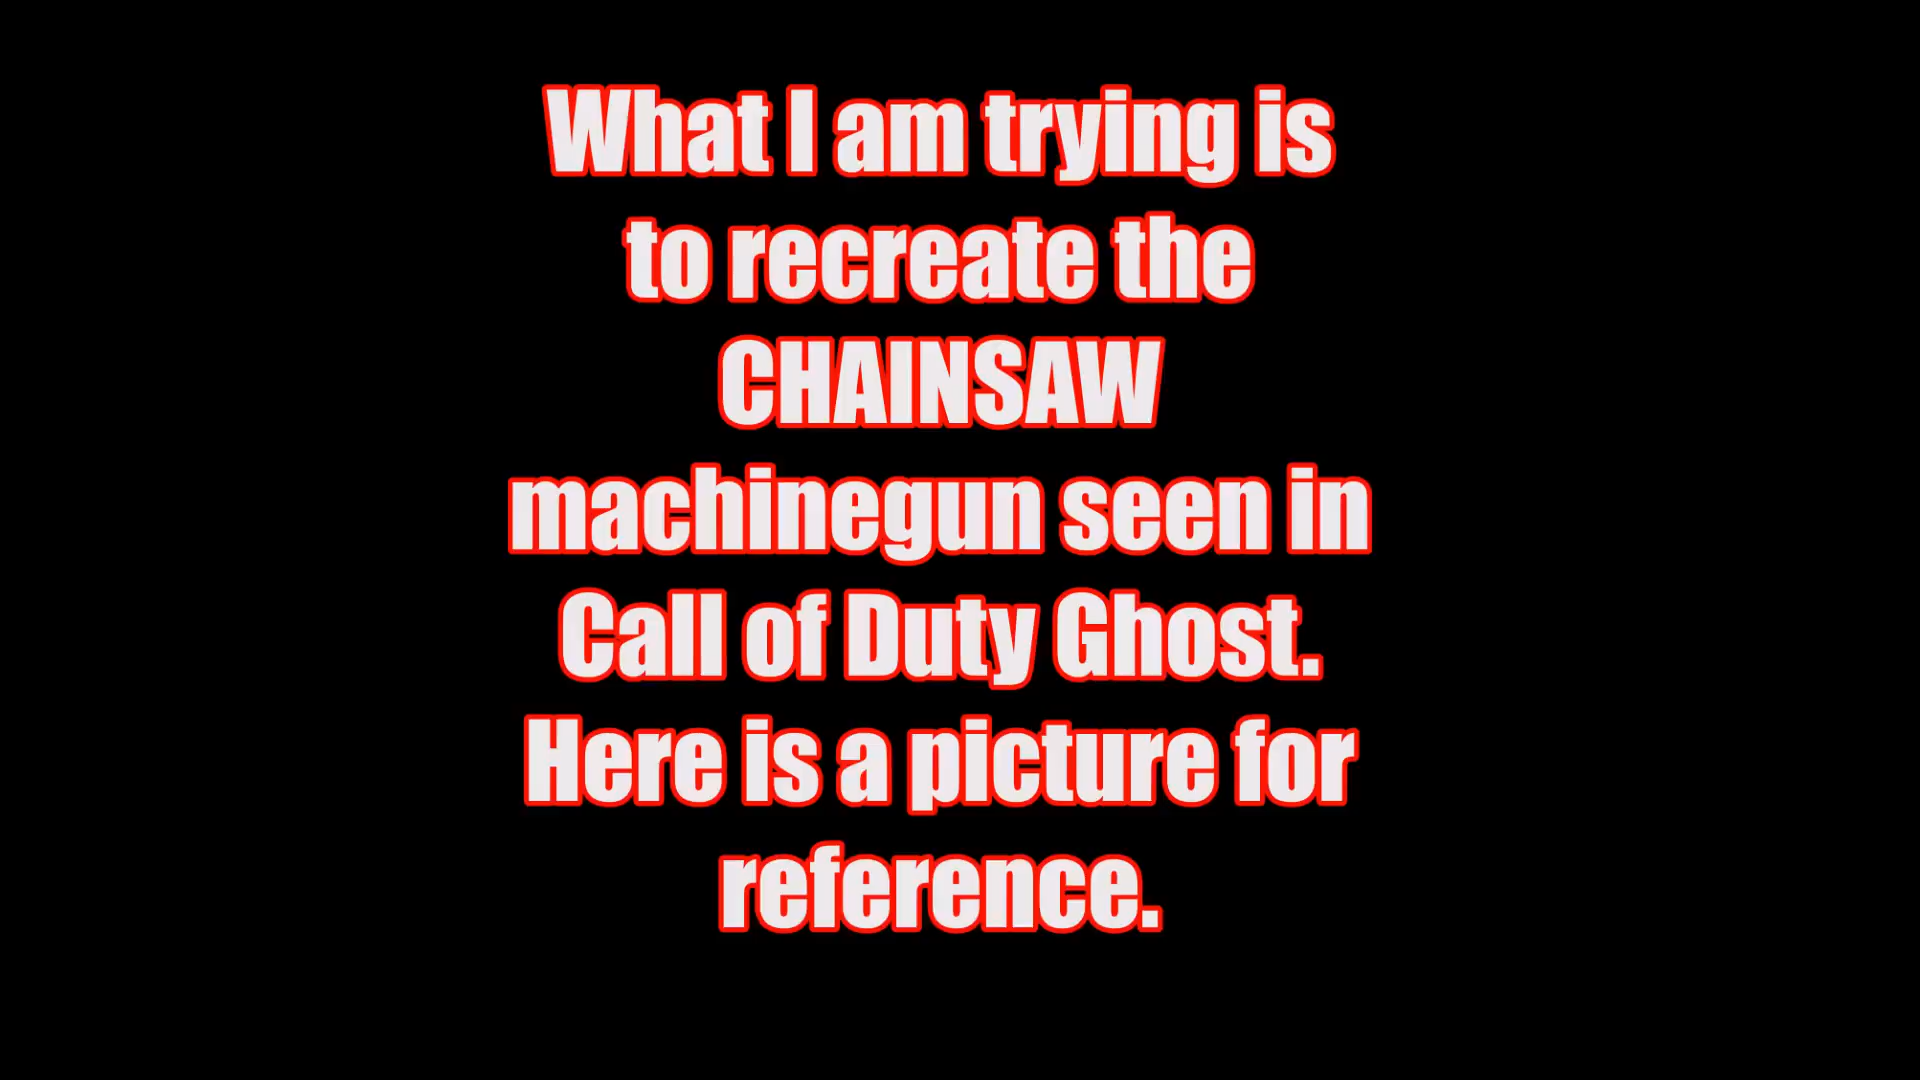 What I am trying is
to recreate the
CHAINSAW
machinegun seen in
Call of Duty Ghost.
Here is a picture for
reference.